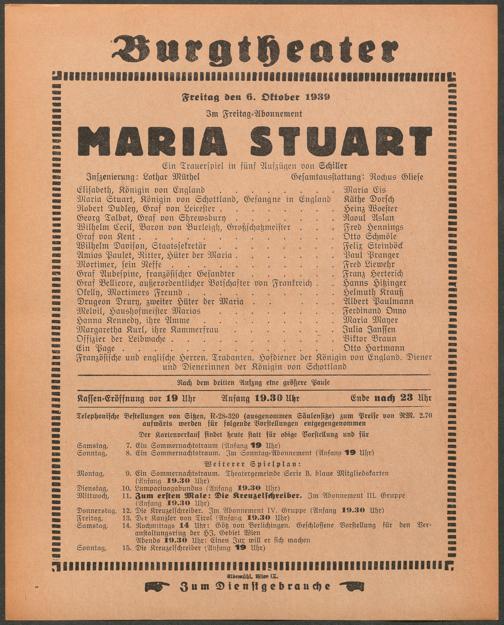 Burgtheater
Freitag den 6. Oktober 1939
Im Freitag-Abonnement
MARIA STUART
Ein Trauerspiel in fünf Aufzügen von Schiller
Inszenierung: Lothar Müthel Gesamtausstattung: Rochus Gliese
Elisabeth, Königin von England . . . . . Maria Eis
Maria Stuart, Königin von Schottland, Gefangne in England . Käthe Dorsch
Robert Dudley, Graf von Leicester . . . . . Heinz Woester
Georg Talbot, Graf von Shrewsbury . . . . . Raoul Aslan
Wilhelm Cecil, Baron von Burleigh, Großschatzmeister . . . Fred Hennings
Graf von Kent . . . . . Otto Schmöle
Wilhelm Davison, Staatssekretär . . . . . Felix Steinböck
Amias Paulet, Ritter, Hüter der Maria . . . . . Paul Pranger
Mortimer, sein Neffe . . . . . Fred Liewehr
Graf Aubespine, französischer Gesandter . . . . . Franz Herterich
Graf Bellievre, außerordentlicher Botschafter von Frankreich . . Hanns Hitzinger
Okelly, Mortimers Freund . . . . . Helmuth Krauß
Drugeon Drury, zweiter Hüter der Maria . . . . . Albert Paulmann
Melvil, Haushofmeister Marias . . . . . Ferdinand Onno
Hanna Kennedy, ihre Amme . . . . . Maria Mayer
Margaretha Kurl, ihre Kammerfrau . . . . . Julia Janssen
Offizier der Leibwache . . . . . Viktor Braun
Ein Page . . . . . Otto Hartmann
Französische und englische Herren. Trabanten. Hofdiener der Königin von England. Diener
und Dienerinnen der Königin von Schottland
Nach dem dritten Aufzug eine größere Pause
Kassen-Eröffnung vor 19 Uhr Anfang 19.30 Uhr Ende nach 23 Uhr
Telephonische Bestellungen von Sitzen, R-28-320 (ausgenommen Säulensitze) zum Preise von RM. 2.70
aufwärts werden für folgende Vorstellungen entgegengenommen
Der Kartenverkauf findet heute statt für obige Vorstellung und für
Samstag. 7. Ein Sommernachtstraum (Anfang 19 Uhr)
Sonntag. 8. Ein Sommernachtstraum. Im Sonntag-Abonnement (Anfang 19 Uhr)
Weiterer Spielplan:
Montag. 9. Ein Sommernachtstraum. Theatergemeinde Serie B, blaue Mitgliedskarten
(Anfang 19.30 Uhr)
Dienstag. 10. Lumpacivagabundus (Anfang 19.30 Uhr)
Mittwoch, 11. Zum ersten Male: Die Kreuzelschreiber. Im Abonnement III. Gruppe
(Anfang 19.30 Uhr)
Donnerstag. 12. Die Kreuzelschreiber. Im Abonnement IV. Gruppe (Anfang 19.30 Uhr)
Freitag. 13. Der Kanzler von Tirol (Anfang 19.30 Uhr)
Samstag. 14. Nachmittags 14 Uhr: Götz von Berlichingen. Geschlossene Vorstellung für den Ver-
anstaltungsring der HJ. Gebiet Wien
Abends 19.30 Uhr: Einen Jux will er sich machen
Sonntag. 15. Die Kreuzelschreiber (Anfang 19 Uhr)
Elbemühl, Wien IX.
Zum Dienstgebrauche